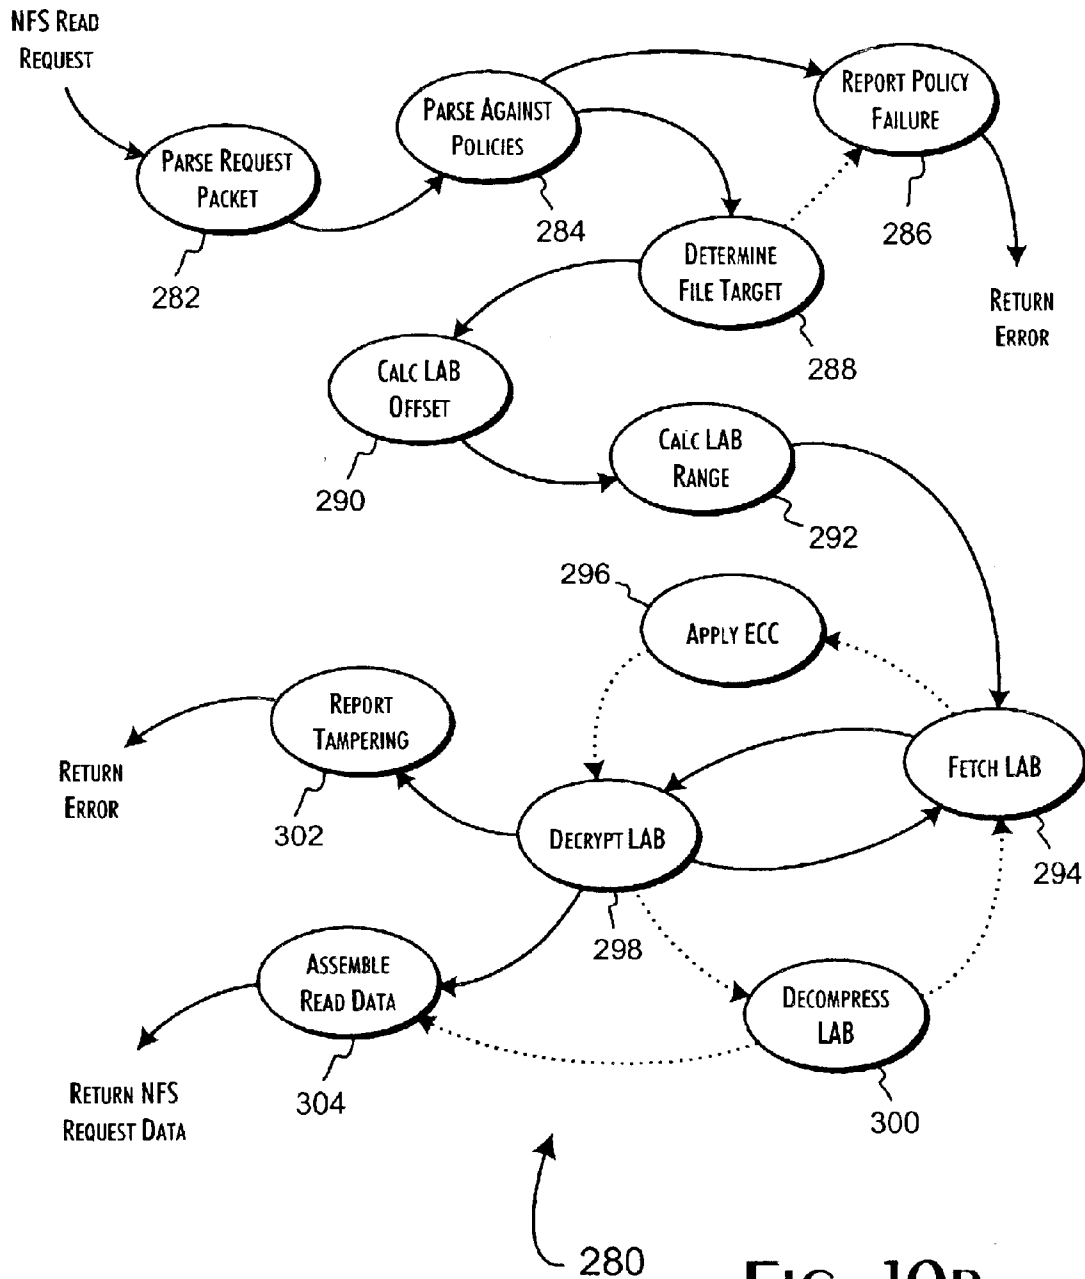 NFS READ
REQUEST
PARSE REQUEST
PACKET
282
PARSE AGAINST
POLICIES
284
REPORT POLICY
FAILURE
286
RETURN
ERROR
DETERMINE
FILE TARGET
288
CALC LAB
OFFSET
290
CALC LAB
RANGE
292
296
APPLY ECC
REPORT
TAMPERING
302
RETURN
ERROR
FETCH LAB
294
DECRYPT LAB
298
ASSEMBLE
READ DATA
304
DECOMPRESS
LAB
300
RETURN NFS
REQUEST DATA
280
FIG. 10B